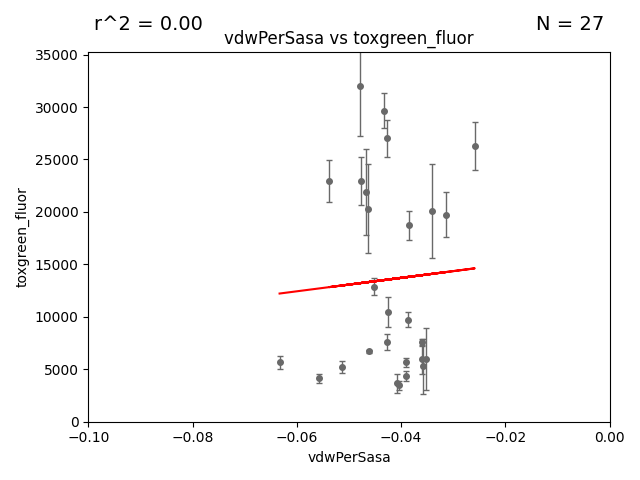 r^2 = 0.00
N = 27
vdwPerSasa vs toxgreen_fluor
35000
30000
25000
20000
15000
10000
5000
0
toxgreen_fluor
−0.10
−0.08
−0.06
−0.04
−0.02
0.00
vdwPerSasa